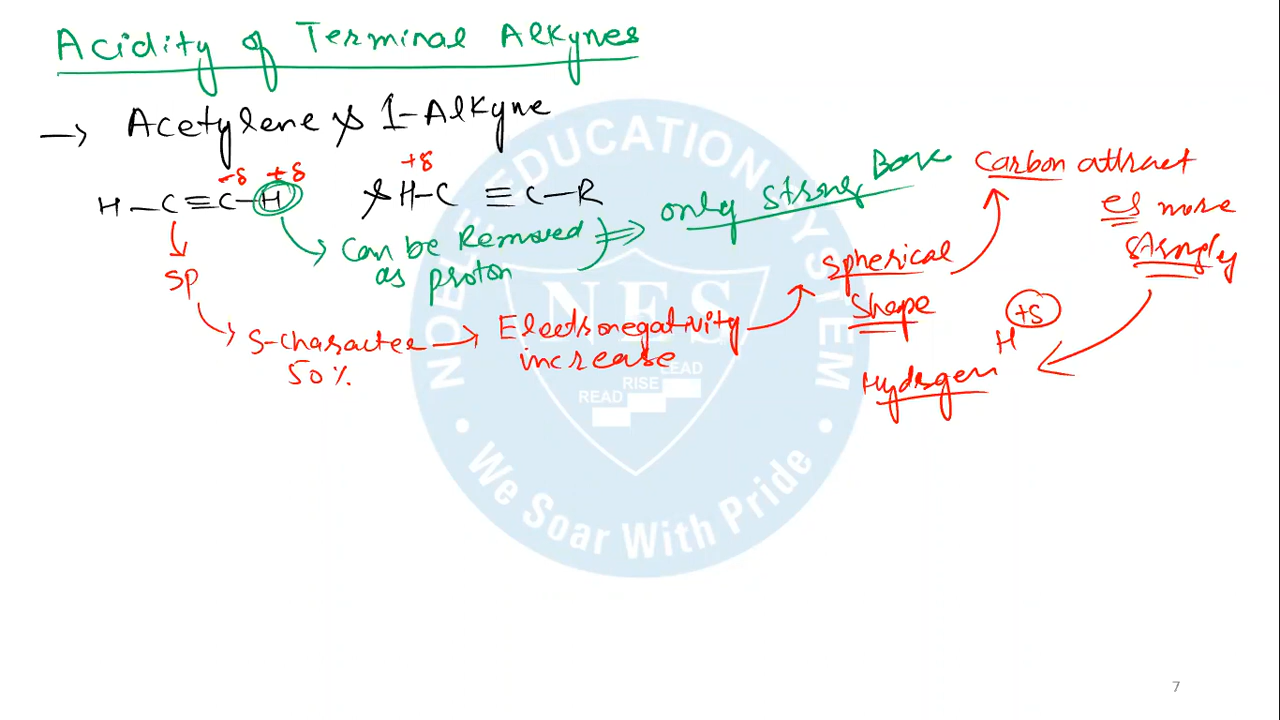 Acidity of Terminal Alkynes
→ Acetylene & 1-Alkyne
-δ +δ
H—C≡C—H
+δ
& H—C≡C—R
can be Removed as proton
⇒ only strong Base
sp
S-character
50%
→ Electronegativity
increase
spherical
shape
carbon attract
es more
strongly
+δ
H
Hydrogen
NOBLE EDUCATION SYSTEM
NES
READ
RISE
LEAD
• We Soar With Pride •
7